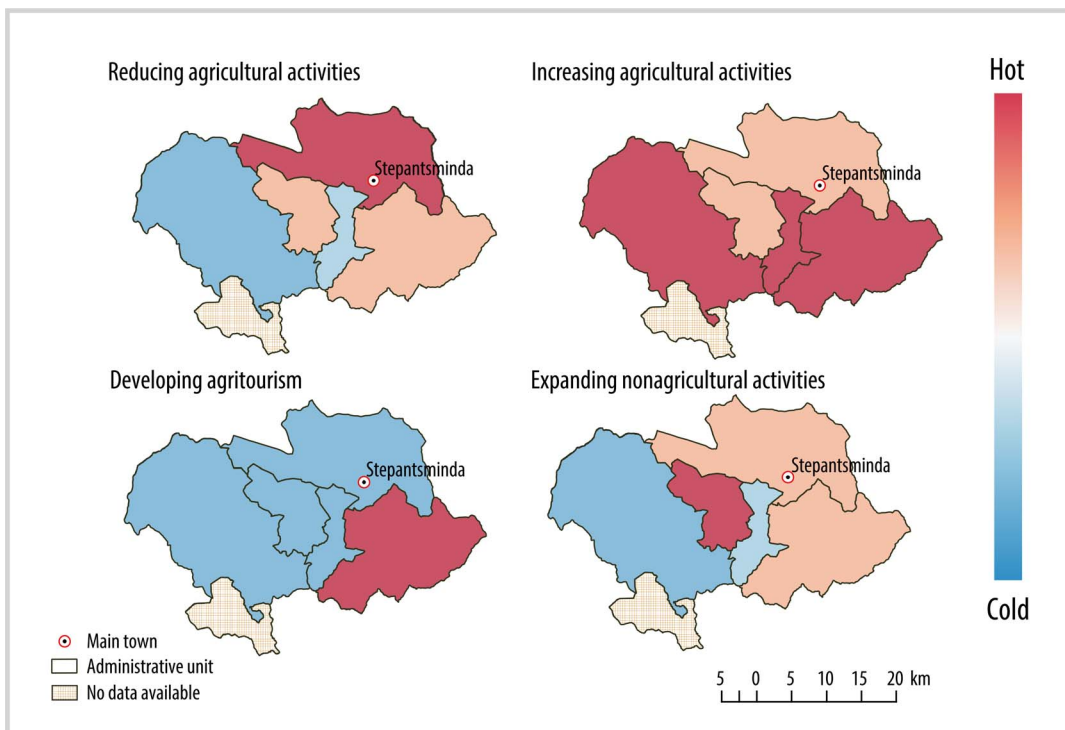 Reducing agricultural activities
Increasing agricultural activities
Hot
Stepantsminda
Stepantsminda
Developing agritourism
Expanding nonagricultural activities
Stepantsminda
Stepantsminda
Cold
Main town
Administrative unit
No data available
5 0 5 10 15 20 km